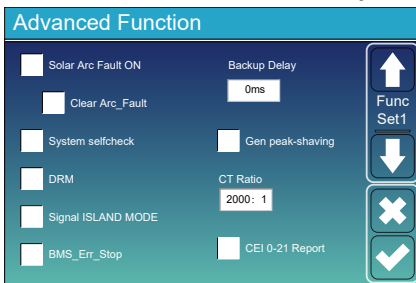 Advanced Function
Solar Arc Fault ON
Backup Delay
0ms
Clear Arc_Fault
Func
Set1
System selfcheck
Gen peak-shaving
DRM
CT Ratio
2000: 1
Signal ISLAND MODE
BMS_Err_Stop
CEI 0-21 Report